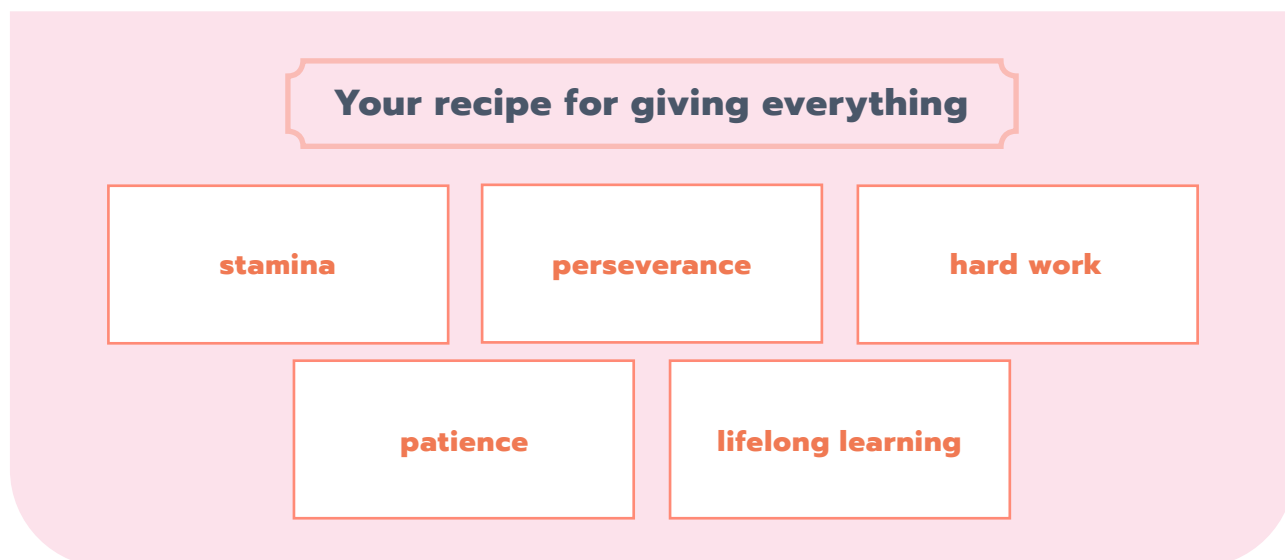 Your recipe for giving everything
stamina
perseverance
hard work
patience
lifelong learning